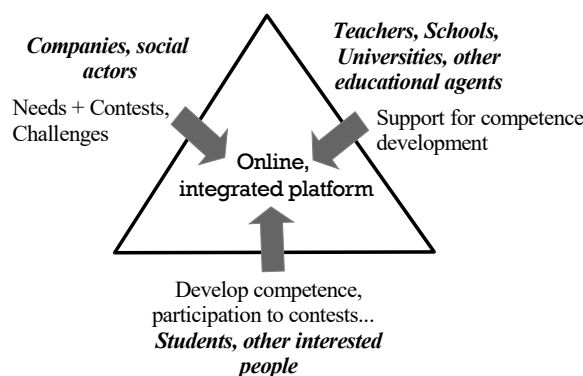 Companies, social
actors
Needs + Contests,
Challenges
Teachers, Schools,
Universities, other
educational agents
Support for competence
development
Online,
integrated platform
Develop competence,
participation to contests...
Students, other interested
people